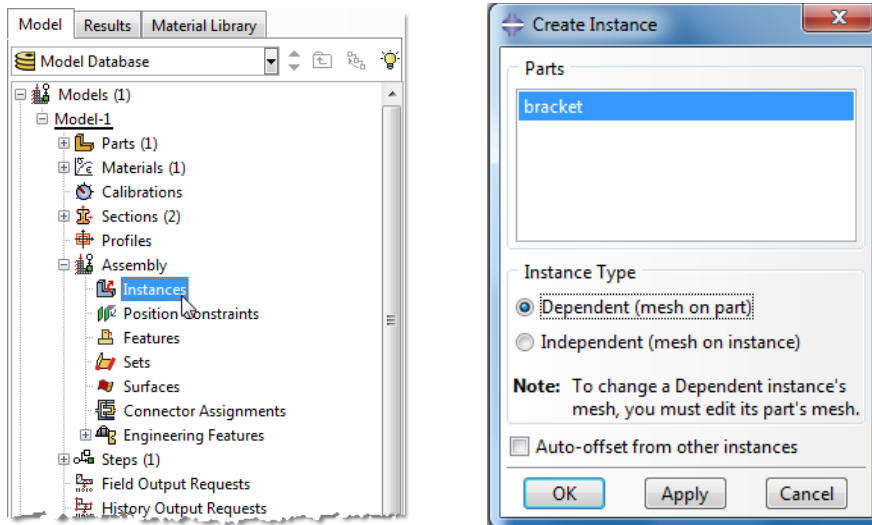 Model
Results
Material Library
Model Database
Models (1)
Model-1
Parts (1)
Materials (1)
Calibrations
Sections (2)
Profiles
Assembly
Instances
Position Constraints
Features
Sets
Surfaces
Connector Assignments
Engineering Features
Steps (1)
Field Output Requests
History Output Requests
Create Instance
Parts
bracket
Instance Type
Dependent (mesh on part)
Independent (mesh on instance)
Note: To change a Dependent instance's
mesh, you must edit its part's mesh.
Auto-offset from other instances
OK
Apply
Cancel